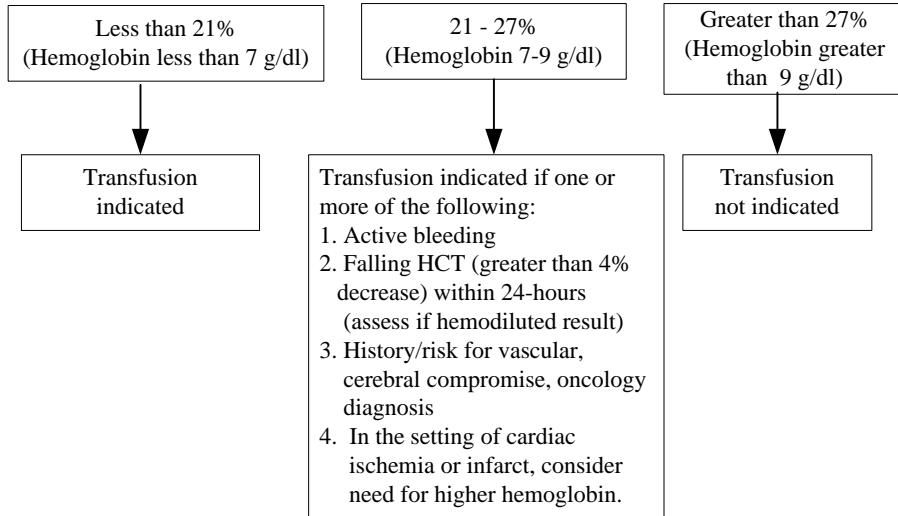 Less than 21%
(Hemoglobin less than 7 g/dl)
21 - 27%
(Hemoglobin 7-9 g/dl)
Greater than 27%
(Hemoglobin greater
than 9 g/dl)
Transfusion
indicated
Transfusion indicated if one or
more of the following:
1. Active bleeding
2. Falling HCT (greater than 4%
decrease) within 24-hours
(assess if hemodiluted result)
3. History/risk for vascular,
cerebral compromise, oncology
diagnosis
4. In the setting of cardiac
ischemia or infarct, consider
need for higher hemoglobin.
Transfusion
not indicated